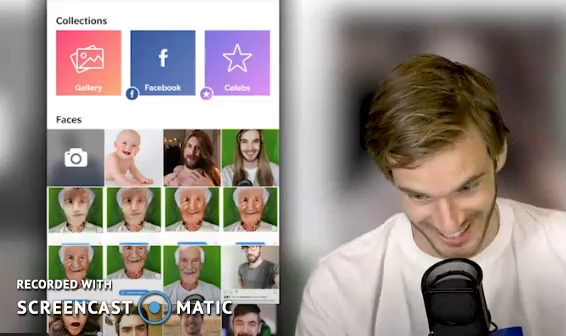 Collections
Gallery
f
Facebook
Celebs
f
Faces
RECORDED WITH
SCREENCAST MATIC